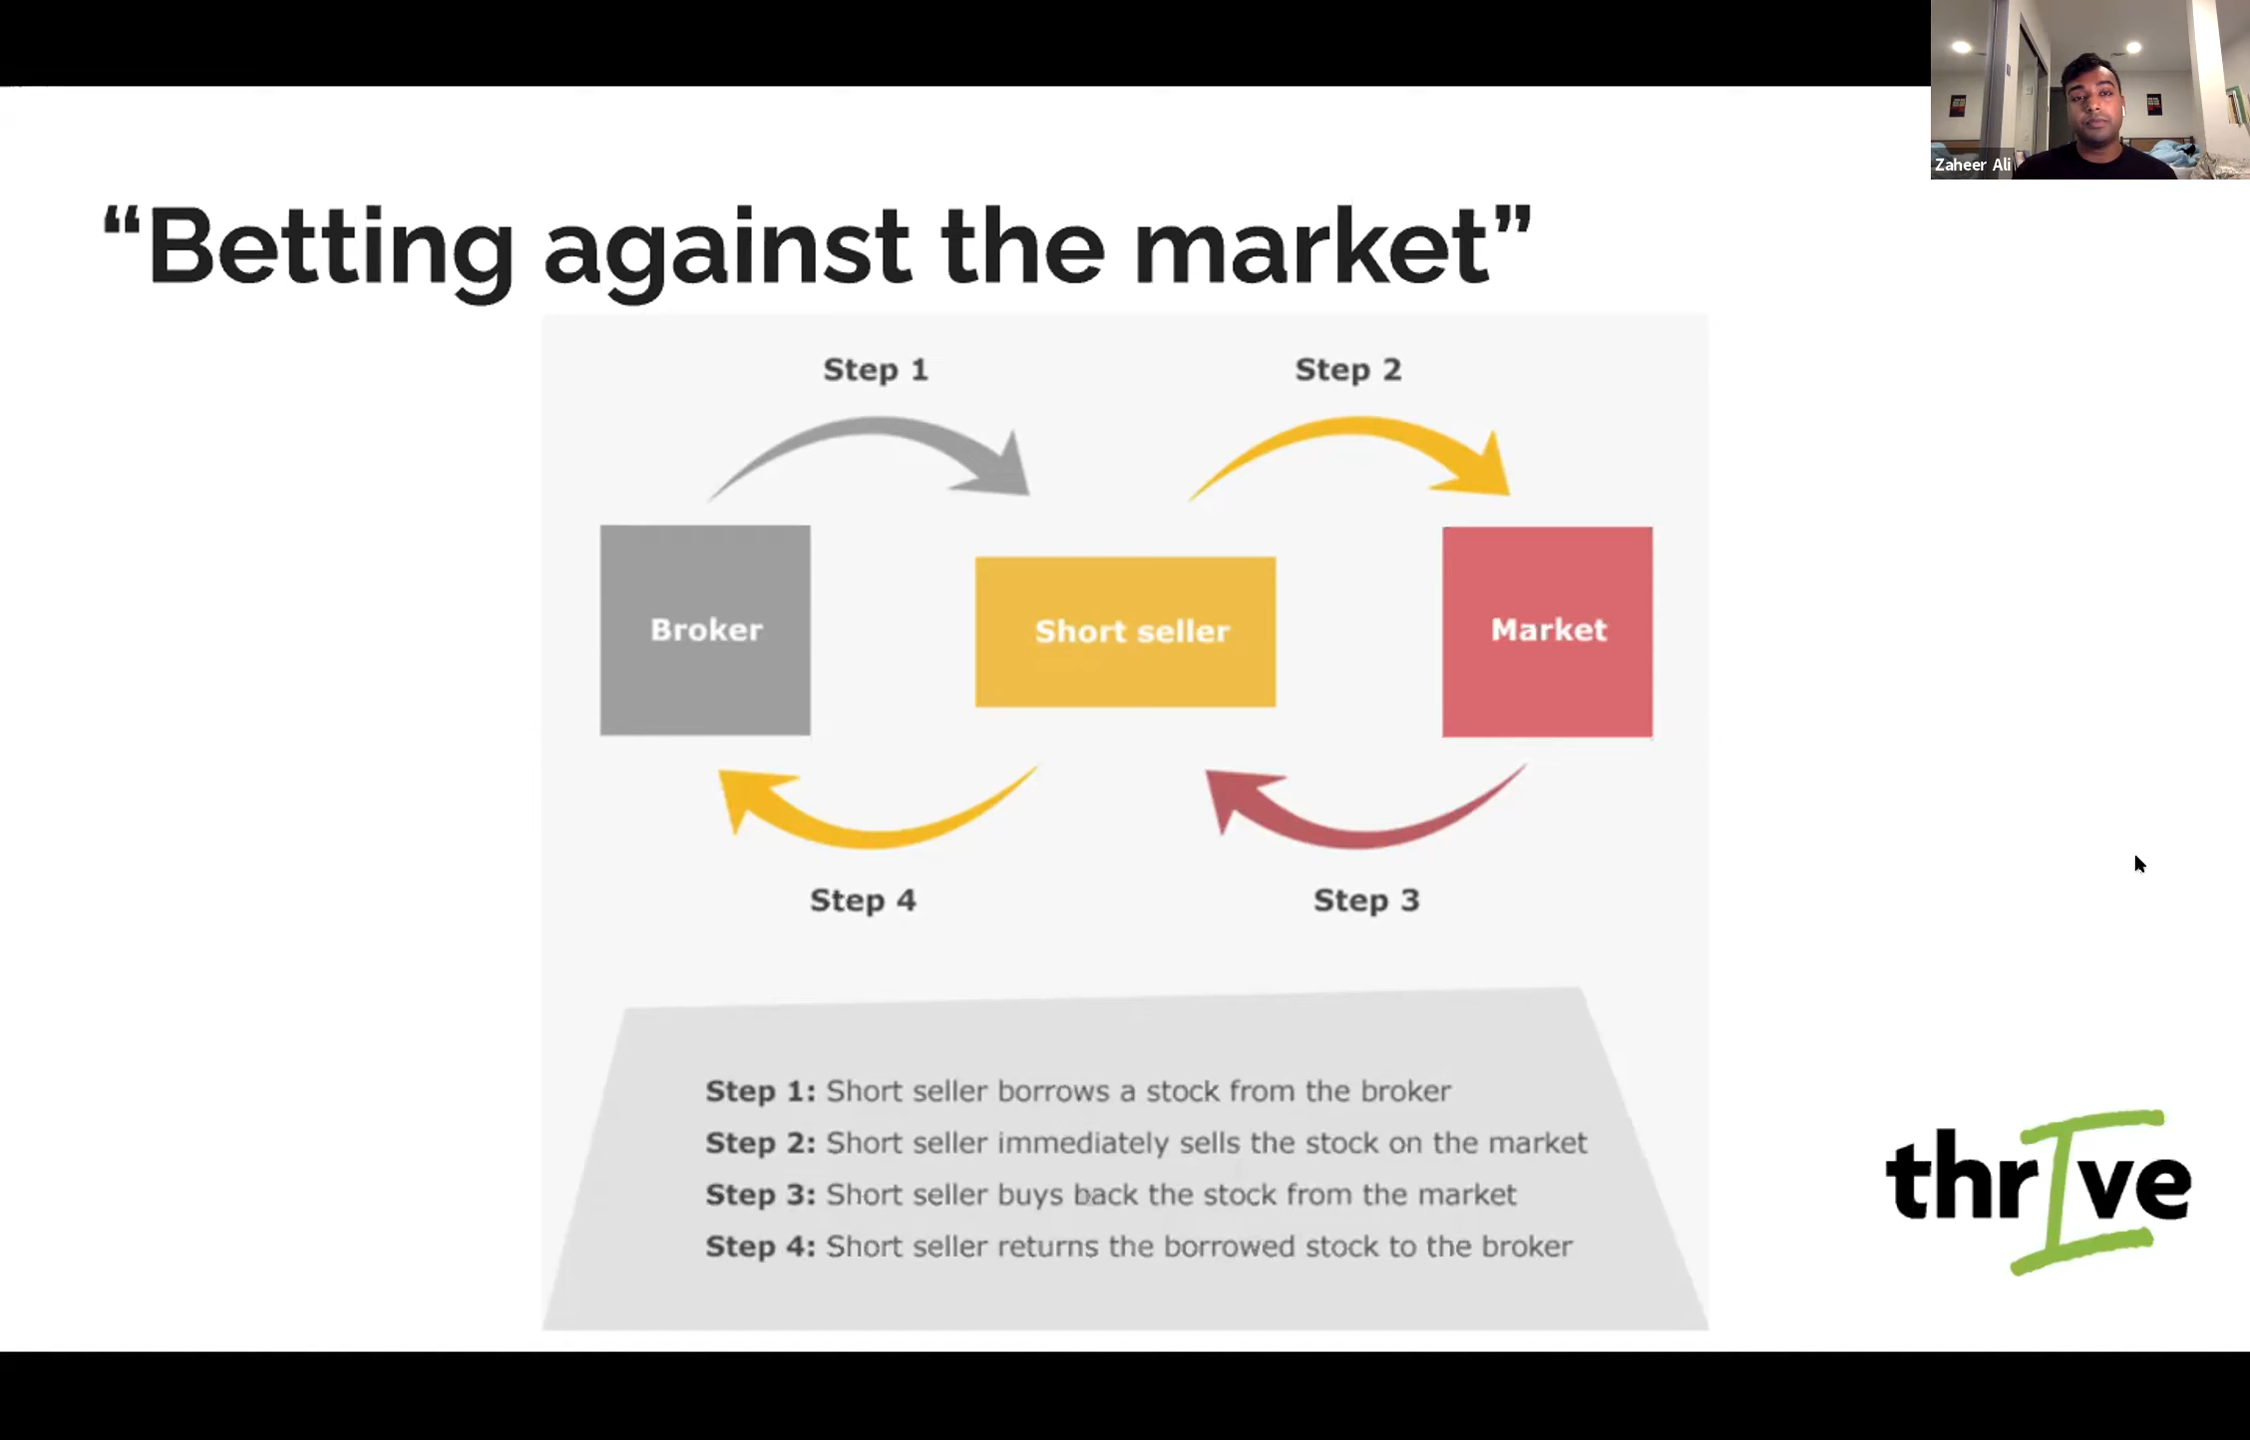 Zaheer Ali
“Betting against the market”
Step 1
Step 2
Broker
Short seller
Market
Step 4
Step 3
Step 1: Short seller borrows a stock from the broker
Step 2: Short seller immediately sells the stock on the market
Step 3: Short seller buys back the stock from the market
Step 4: Short seller returns the borrowed stock to the broker
thrIve